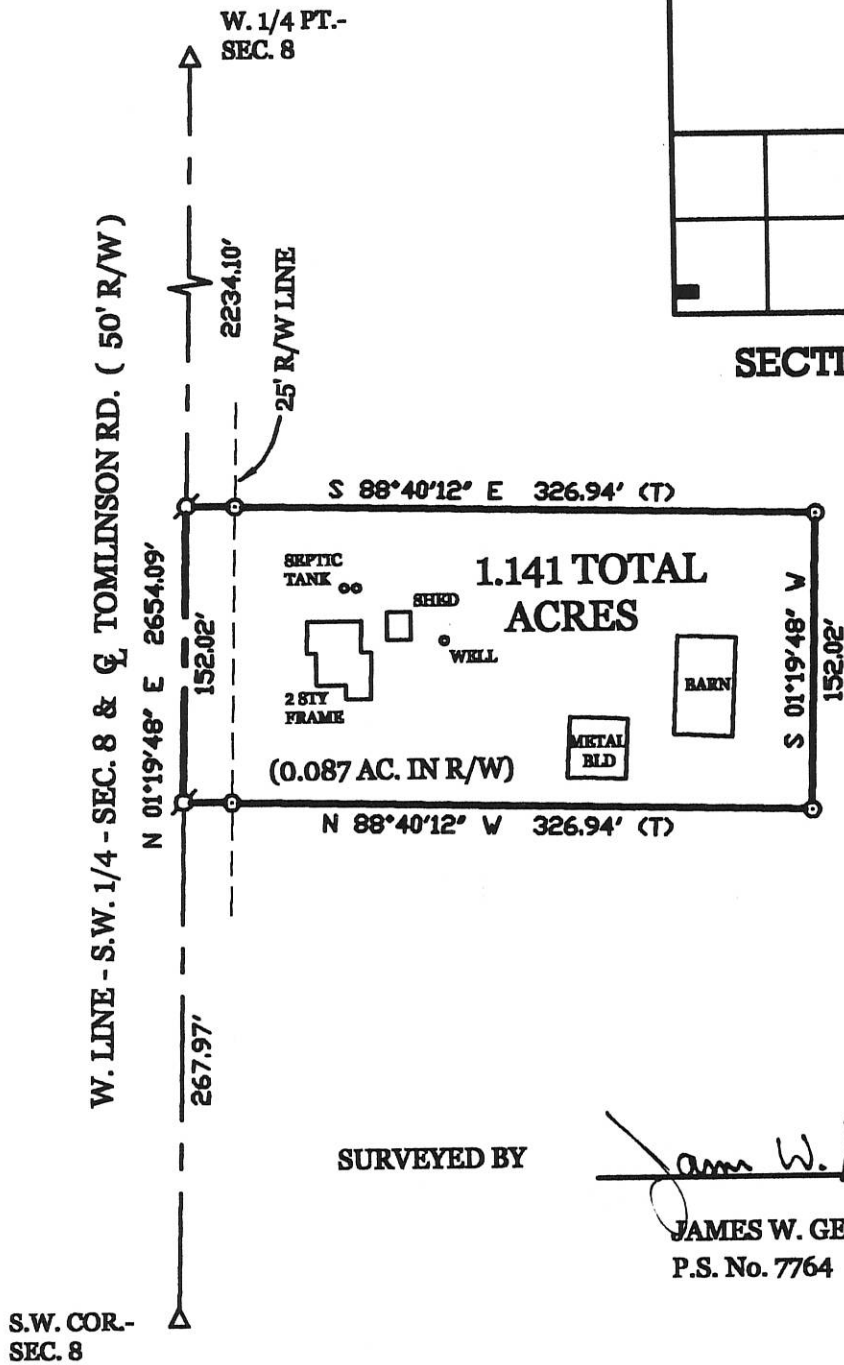 W. 1/4 PT.-
SEC. 8
W. LINE - S.W. 1/4 - SEC. 8 & ℄ TOMLINSON RD. ( 50' R/W )
N 01°19'48" E 2654.09'
2234.10'
25' R/W LINE
152.02'
267.97'
SECTI
S 88°40'12" E 326.94' (T)
SEPTIC
TANK
SHED
WELL
2 STY
FRAME
1.141 TOTAL
ACRES
BARN
METAL
BLD
(0.087 AC. IN R/W)
S 01°19'48" W
152.02'
N 88°40'12" W 326.94' (T)
SURVEYED BY
JAMES W. GE
P.S. No. 7764
S.W. COR.-
SEC. 8